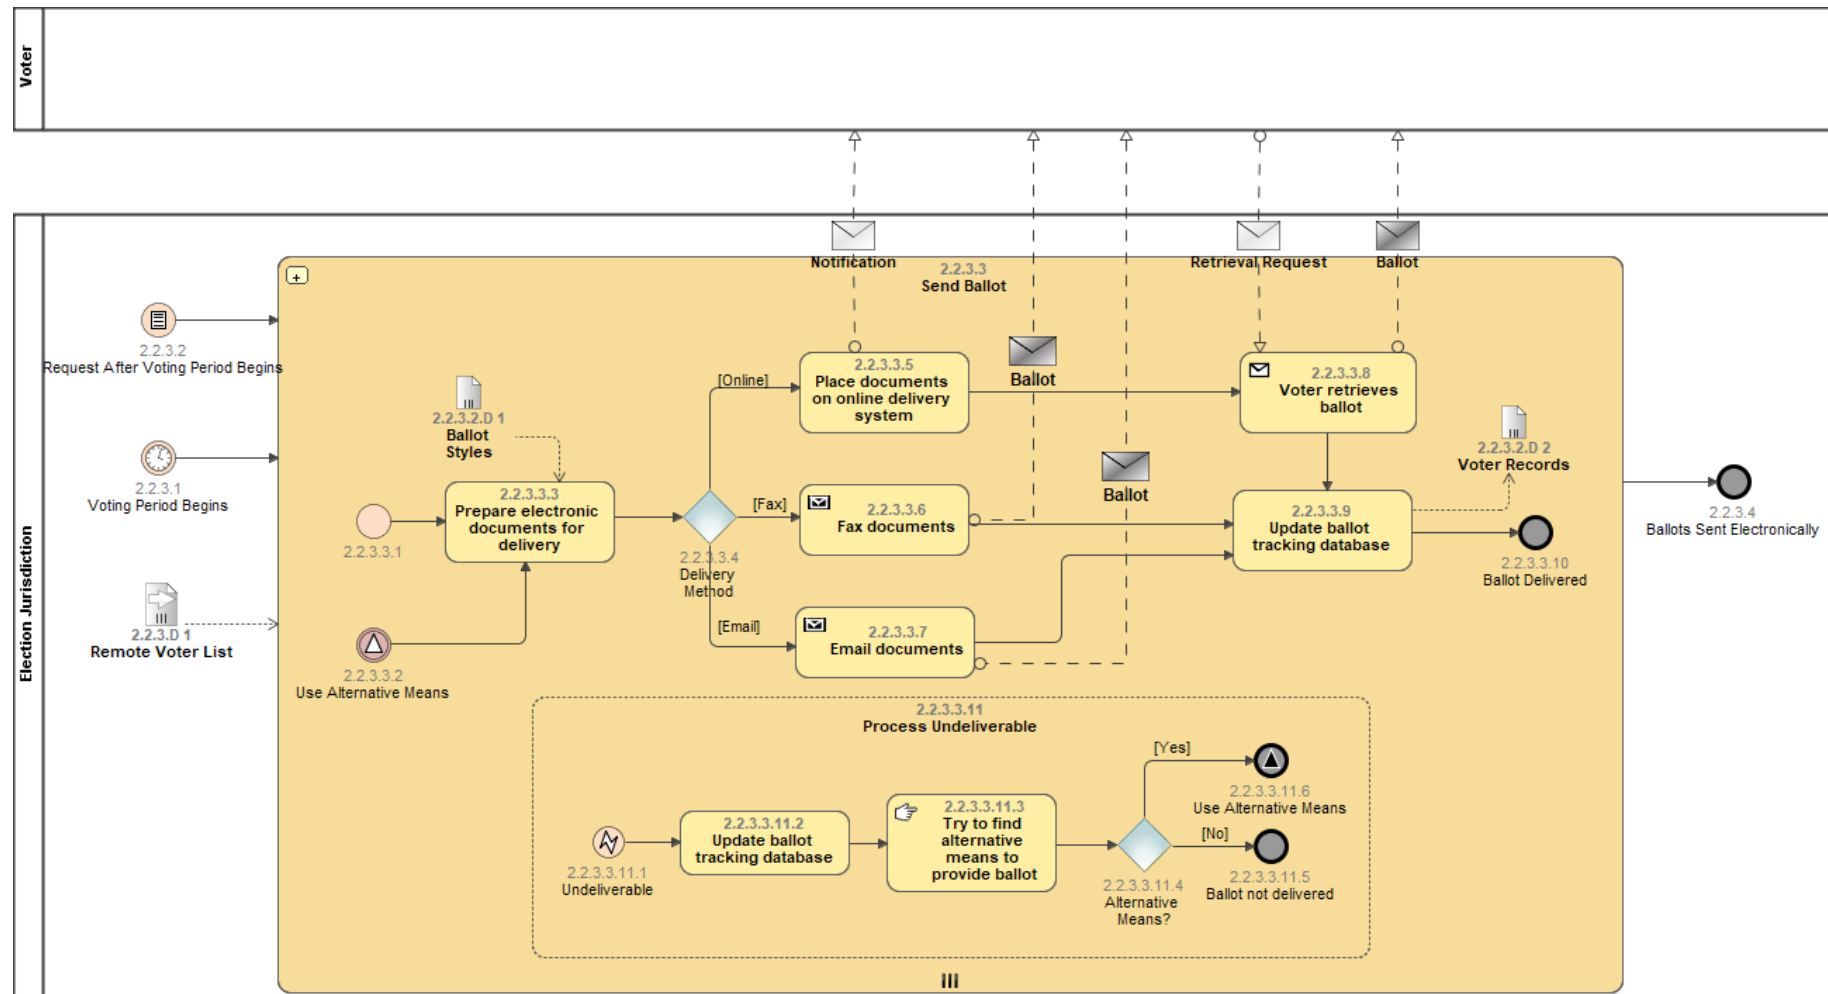 Voter
Election Jurisdiction
Notification
Retrieval Request
Ballot
2.2.3.3
Send Ballot
2.2.3.2
Request After Voting Period Begins
2.2.3.1
Voting Period Begins
2.2.3.D 1
Remote Voter List
2.2.3.2.D 1
Ballot
Styles
2.2.3.3.1
2.2.3.3.2
Use Alternative Means
2.2.3.3.3
Prepare electronic
documents for
delivery
2.2.3.3.4
Delivery
Method
[Online]
[Fax]
[Email]
2.2.3.3.5
Place documents
on online delivery
system
Ballot
2.2.3.3.6
Fax documents
Ballot
2.2.3.3.7
Email documents
2.2.3.3.8
Voter retrieves
ballot
2.2.3.2.D 2
Voter Records
2.2.3.3.9
Update ballot
tracking database
2.2.3.3.10
Ballot Delivered
2.2.3.4
Ballots Sent Electronically
2.2.3.3.11
Process Undeliverable
2.2.3.3.11.1
Undeliverable
2.2.3.3.11.2
Update ballot
tracking database
2.2.3.3.11.3
Try to find
alternative
means to
provide ballot
2.2.3.3.11.4
Alternative
Means?
[Yes]
2.2.3.3.11.6
Use Alternative Means
[No]
2.2.3.3.11.5
Ballot not delivered